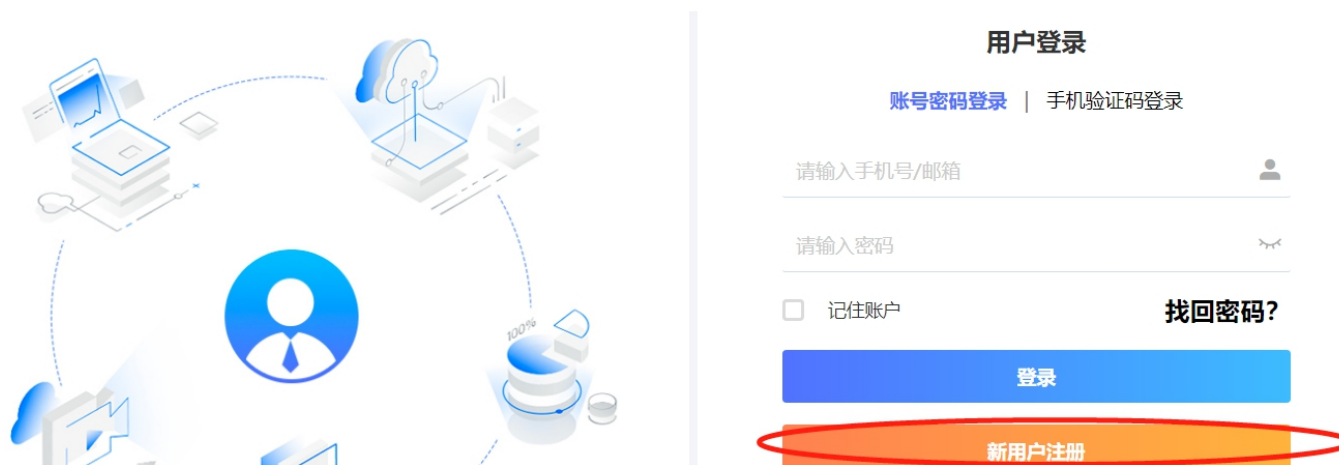 用户登录
账号密码登录 | 手机验证码登录
请输入手机号/邮箱
请输入密码
记住账户 找回密码?
登录
新用户注册
100%